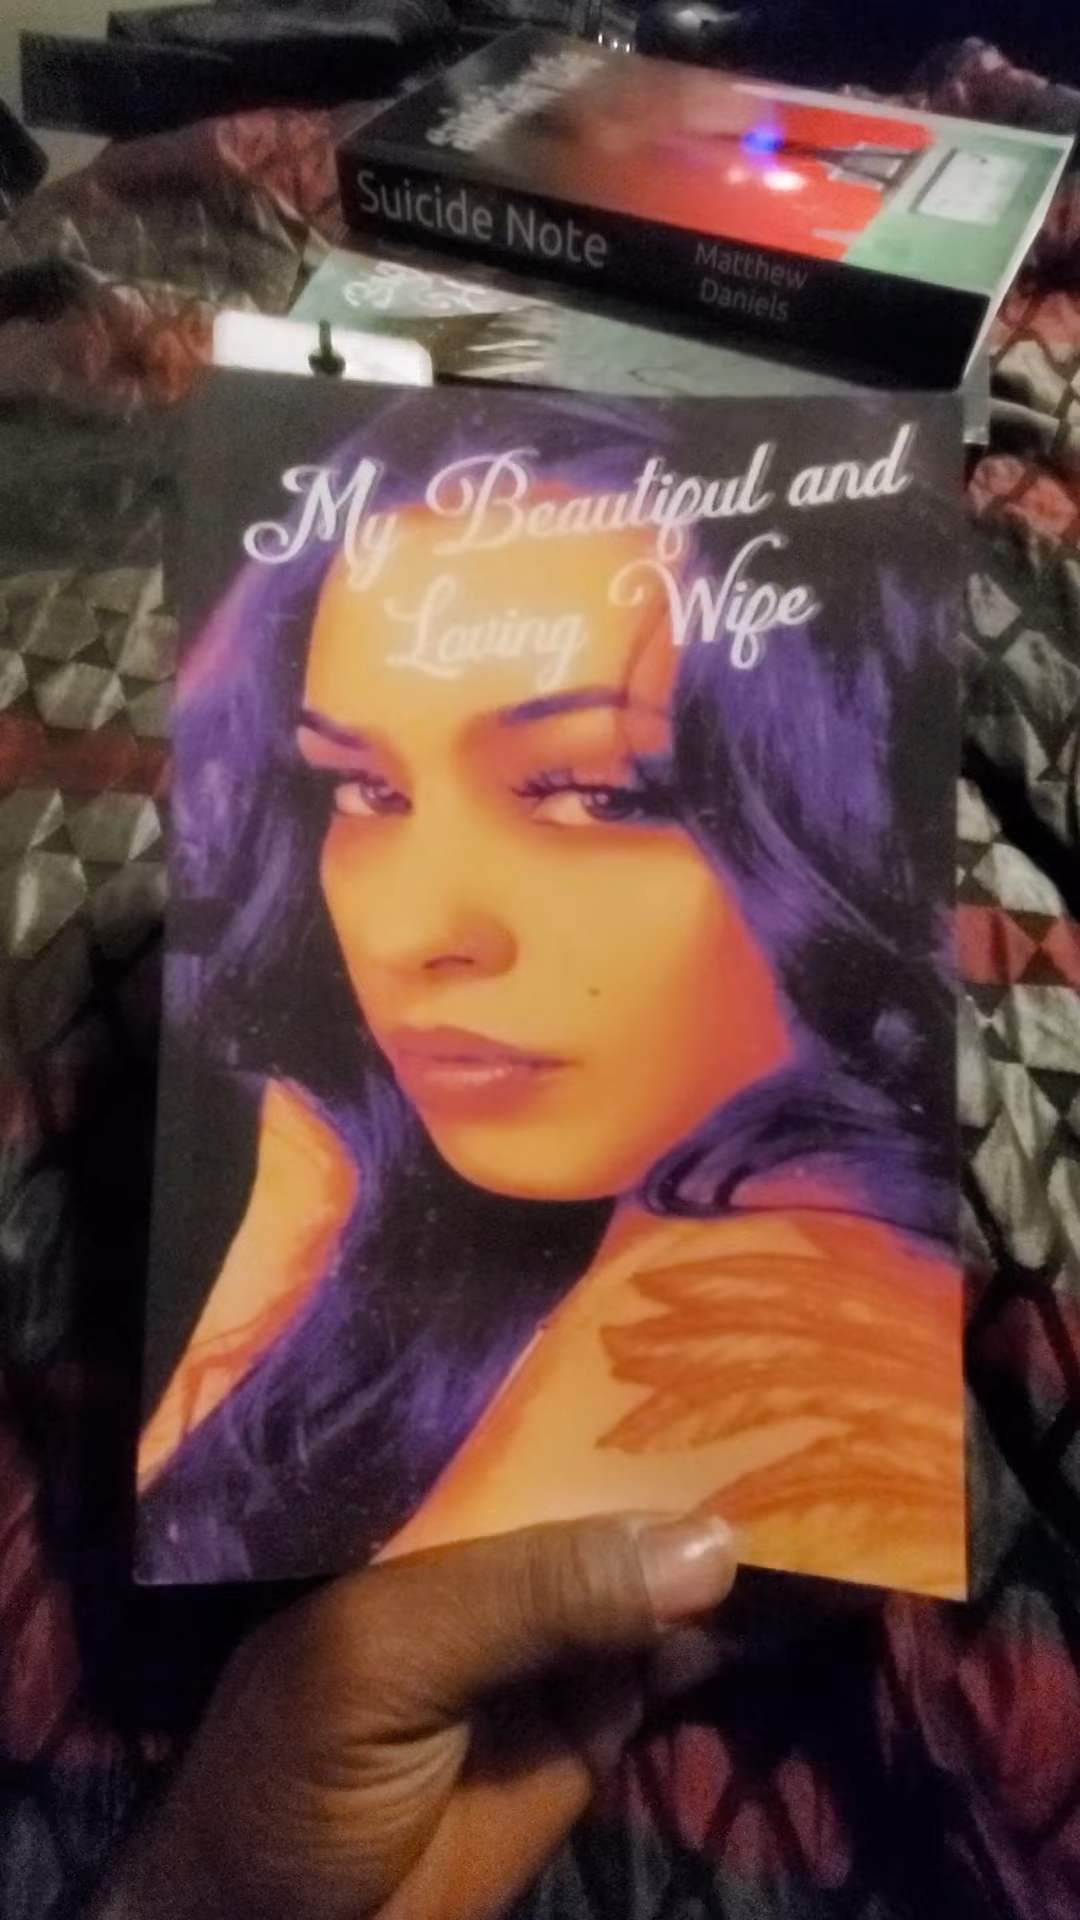 Suicide Note
Matthew
Daniels
My Beautiful and
Loving Wife